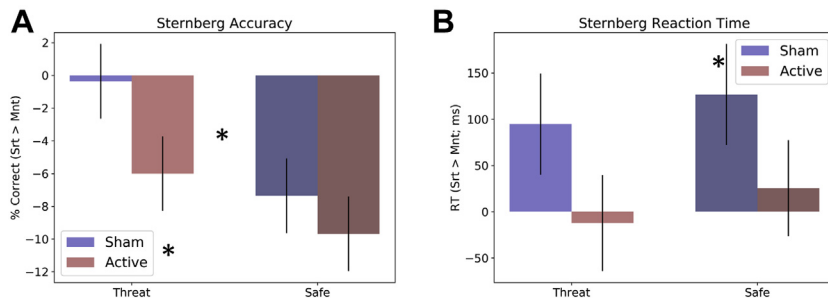 A
Sternberg Accuracy
% Correct (Srt > Mnt)
2
0
−2
−4
−6
−8
−10
−12
*
*
Sham
Active
Threat
Safe
B
Sternberg Reaction Time
RT (Srt > Mnt; ms)
150
100
50
0
−50
*
Sham
Active
Threat
Safe